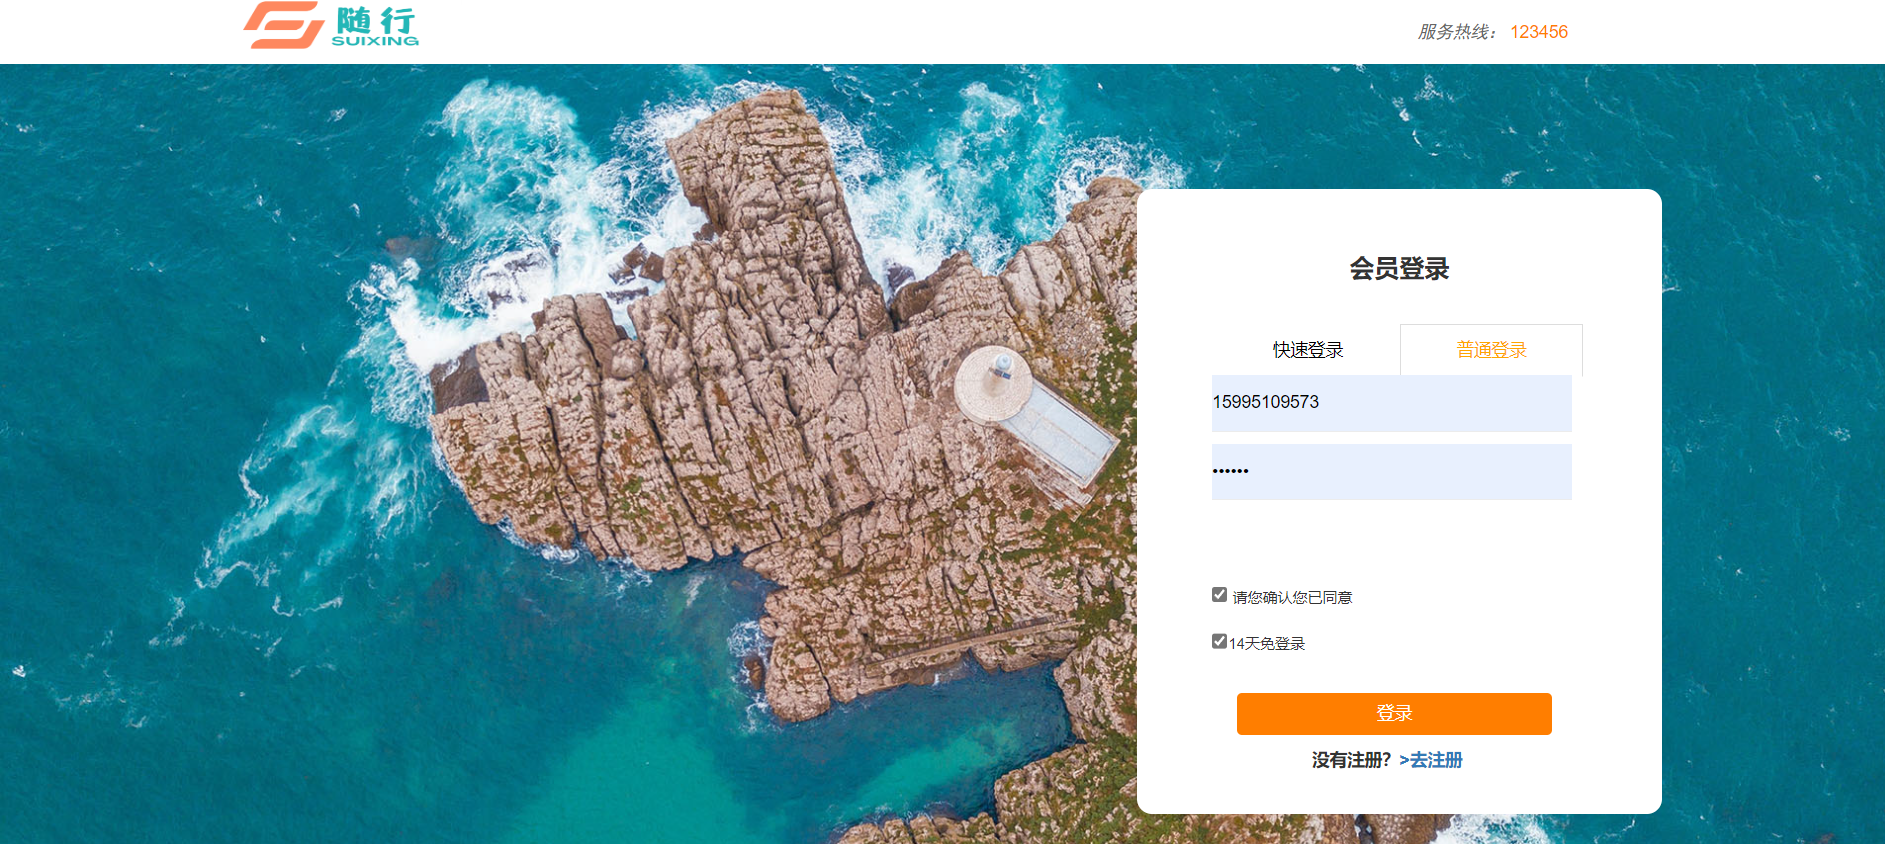 随行
SUIXING
服务热线： 123456
会员登录
快速登录
普通登录
15995109573
••••••
请您确认您已同意
14天免登录
登录
没有注册？>去注册